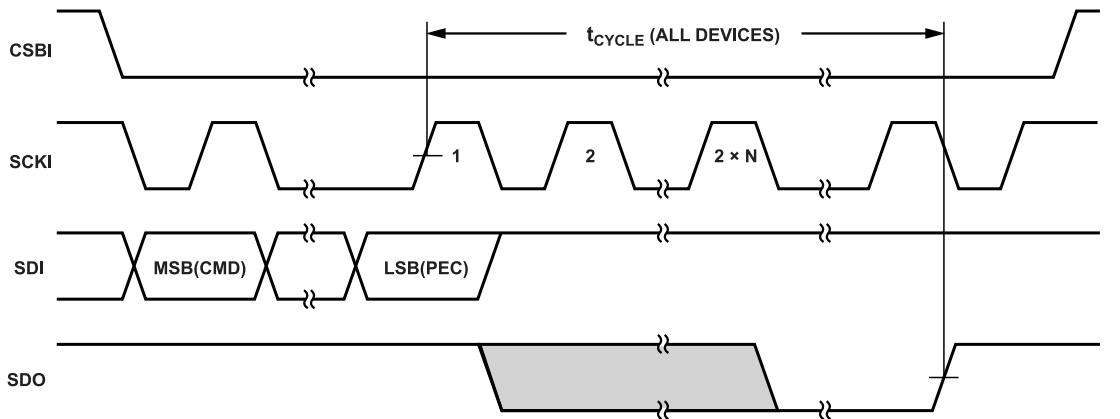 CSBI
tCYCLE (ALL DEVICES)
SCKI
1
2
2 × N
SDI
MSB(CMD)
LSB(PEC)
SDO